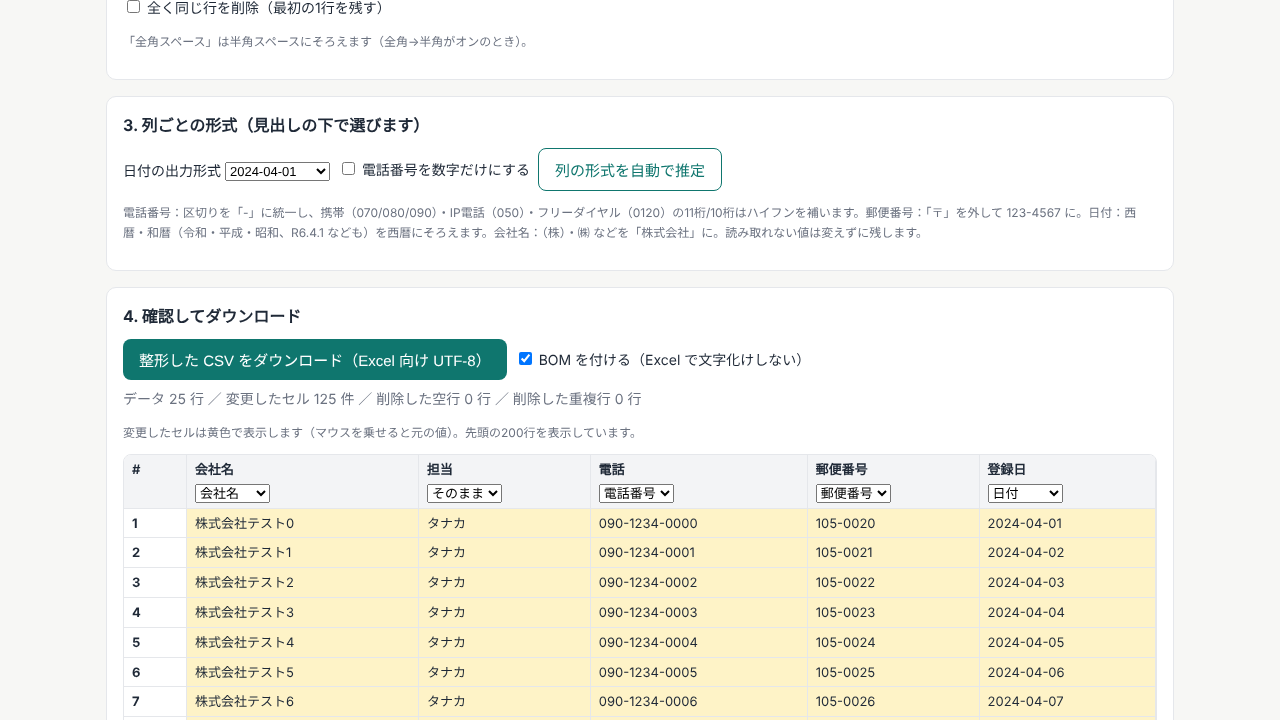 全く同じ行を削除（最初の1行を残す）
「全角スペース」は半角スペースにそろえます（全角→半角がオンのとき）。
3. 列ごとの形式（見出しの下で選びます）
日付の出力形式 2024-04-01 電話番号を数字だけにする 列の形式を自動で推定
電話番号：区切りを「-」に統一し、携帯（070/080/090）・IP電話（050）・フリーダイヤル（0120）の11桁/10桁はハイフンを補います。郵便番号：「〒」を外して 123-4567 に。日付：西
暦・和暦（令和・平成・昭和、R6.4.1 なども）を西暦にそろえます。会社名：（株）・㈱ などを「株式会社」に。読み取れない値は変えずに残します。
4. 確認してダウンロード
整形した CSV をダウンロード（Excel 向け UTF-8） BOM を付ける（Excel で文字化けしない）
データ 25 行 ／ 変更したセル 125 件 ／ 削除した空行 0 行 ／ 削除した重複行 0 行
変更したセルは黄色で表示します（マウスを乗せると元の値）。先頭の200行を表示しています。
# 会社名 担当 電話 郵便番号 登録日
会社名 そのまま 電話番号 郵便番号 日付
1 株式会社テスト0 タナカ 090-1234-0000 105-0020 2024-04-01
2 株式会社テスト1 タナカ 090-1234-0001 105-0021 2024-04-02
3 株式会社テスト2 タナカ 090-1234-0002 105-0022 2024-04-03
4 株式会社テスト3 タナカ 090-1234-0003 105-0023 2024-04-04
5 株式会社テスト4 タナカ 090-1234-0004 105-0024 2024-04-05
6 株式会社テスト5 タナカ 090-1234-0005 105-0025 2024-04-06
7 株式会社テスト6 タナカ 090-1234-0006 105-0026 2024-04-07